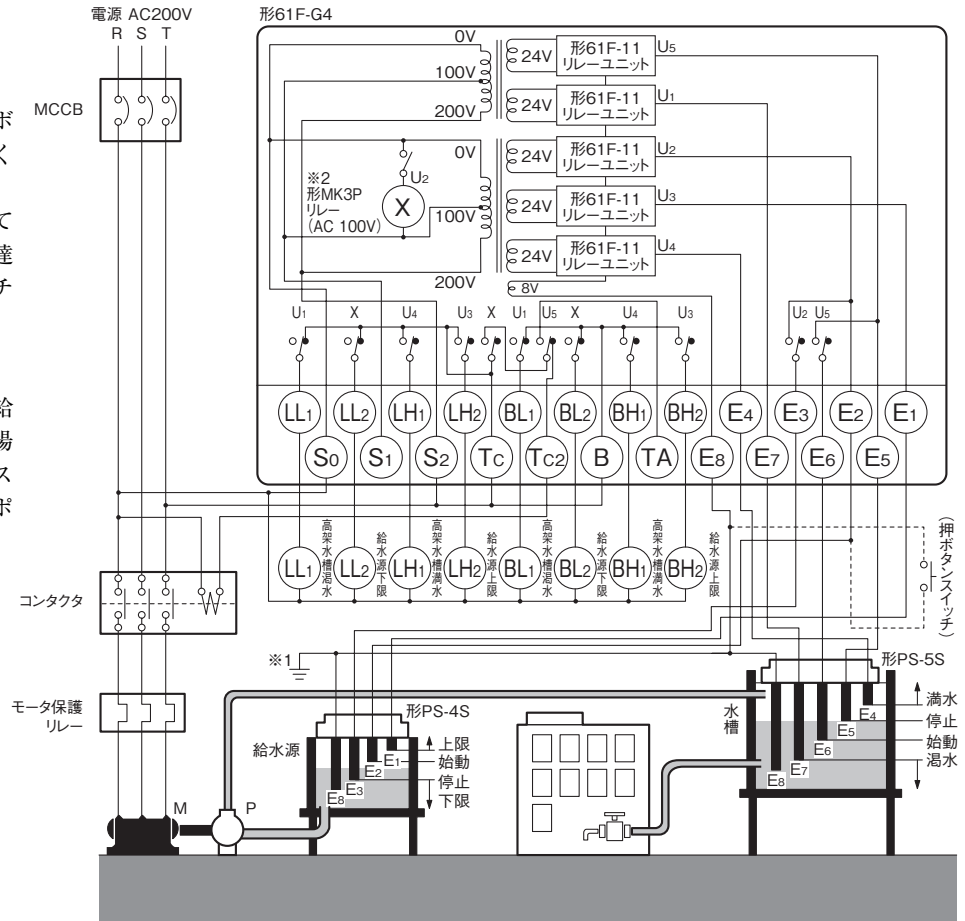 電源 AC200V
R S T
MCCB
ボ
く
て
達
チ
給
場
ス
ポ
形61F-G4
0V
100V
200V
0V
100V
200V
24V
24V
24V
24V
24V
8V
形61F-11
リレーユニット
U5
形61F-11
リレーユニット
U1
形61F-11
リレーユニット
U2
形61F-11
リレーユニット
U3
形61F-11
リレーユニット
U4
※2
形MK3P
リレー
(AC 100V)
U2
X
U1 X U4 U3 X U1 U5 X U4 U3 U2 U5
LL1 LL2 LH1 LH2 BL1 BL2 BH1 BH2 E4 E3 E2 E1
S0 S1 S2 TC TC2 B TA E8 E7 E6 E5
LL1 高架水槽渇水 LL2 給水源下限 LH1 高架水槽満水 LH2 給水源上限 BL1 高架水槽渇水 BL2 給水源下限 BH1 高架水槽満水 BH2 給水源上限
(押ボタンスイッチ)
コンタクタ
モータ保護
リレー
M
P
※1
形PS-4S
給水源
E1
E2
E3
E8
上限
始動
停止
下限
形PS-5S
水槽
E4
E5
E6
E7
E8
満水
停止
始動
渇水